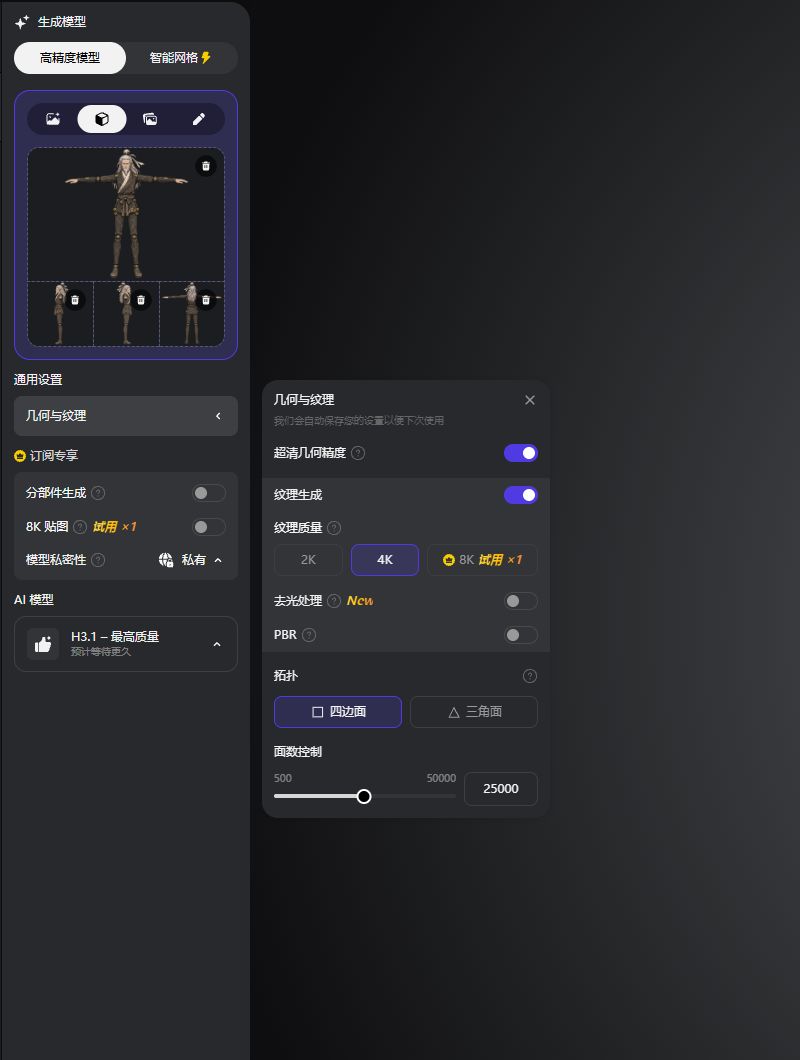 生成模型
高精度模型
智能网格
通用设置
几何与纹理
订阅专享
分部件生成
8K 贴图 试用 ×1
模型私密性 私有
AI 模型
H3.1 – 最高质量
预计等待更久
几何与纹理
我们会自动保存您的设置以便下次使用
超清几何精度
纹理生成
纹理质量
2K
4K
8K 试用 ×1
去光处理 New
PBR
拓扑
四边面
三角面
面数控制
500
50000
25000